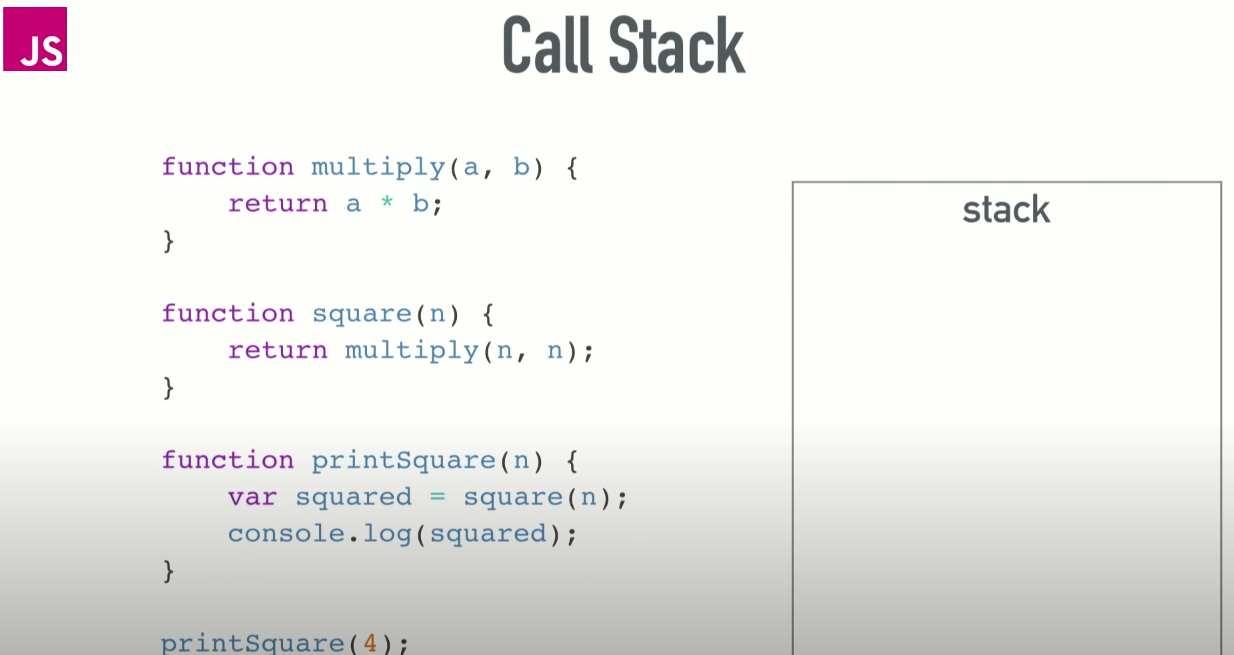 JS
Call Stack
function multiply(a, b) {
    return a * b;
}
function square(n) {
    return multiply(n, n);
}
function printSquare(n) {
    var squared = square(n);
    console.log(squared);
}
printSquare(4);
stack